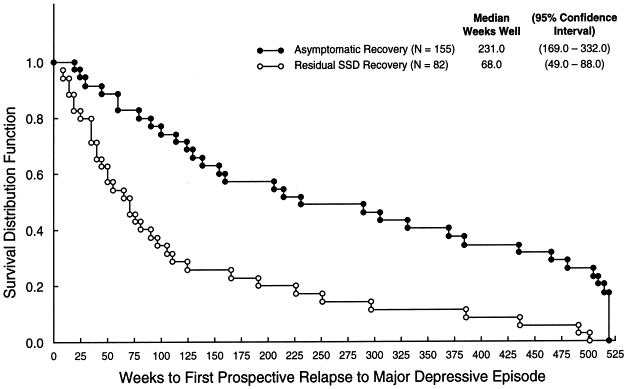 Median Weeks Well (95% Confidence Interval)
Asymptomatic Recovery (N = 155) 231.0 (169.0 – 332.0)
Residual SSD Recovery (N = 82) 68.0 (49.0 – 88.0)
Survival Distribution Function
1.0
0.8
0.6
0.4
0.2
0.0
0 25 50 75 100 125 150 175 200 225 250 275 300 325 350 375 400 425 450 475 500 525
Weeks to First Prospective Relapse to Major Depressive Episode